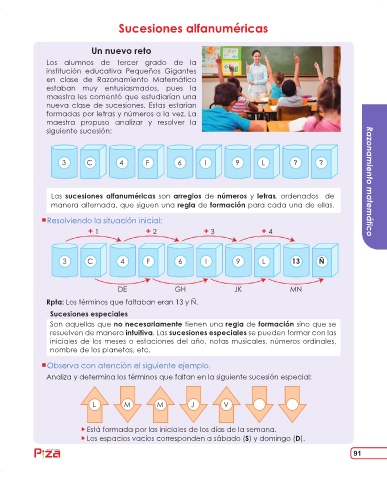 Sucesiones alfanuméricas
Un nuevo reto
Los alumnos de tercer grado de la
institución educativa Pequeños Gigantes
en clase de Razonamiento Matemático
estaban muy entusiasmados, pues la
maestra les comentó que estudiarían una
nueva clase de sucesiones. Estas estarían
formadas por letras y números a la vez. La
maestra propuso analizar y resolver la
siguiente sucesión:
3 C 4 F 6 I 9 L ? ?
Las sucesiones alfanuméricas son arreglos de números y letras, ordenados de
manera alternada, que siguen una regla de formación para cada una de ellas.
Resolviendo la situación inicial:
+ 1 + 2 + 3 + 4
3 C 4 F 6 I 9 L 13 Ñ
DE GH JK MN
Rpta: Los términos que faltaban eran 13 y Ñ.
Sucesiones especiales
Son aquellas que no necesariamente tienen una regla de formación sino que se
resuelven de manera intuitiva. Las sucesiones especiales se pueden formar con las
iniciales de los meses o estaciones del año, notas musicales, números ordinales,
nombre de los planetas, etc.
Observa con atención el siguiente ejemplo.
Analiza y determina los términos que faltan en la siguiente sucesión especial:
L M M J V
Está formada por las iniciales de los días de la semana.
Los espacios vacíos corresponden a sábado (S) y domingo (D).
Razonamiento matemático
91